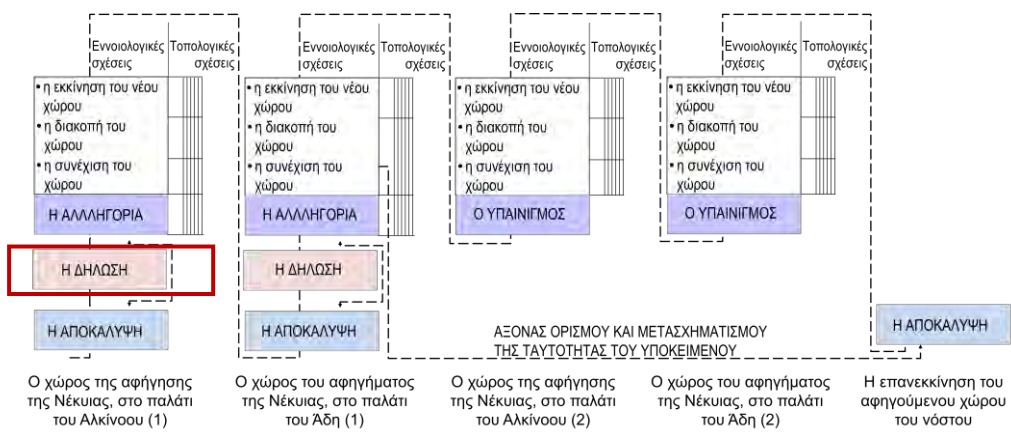 Εννοιολογικές σχέσεις
Τοπολογικές σχέσεις
• η εκκίνηση του νέου
χώρου
• η διακοπή του
χώρου
• η συνέχιση του
χώρου
Η ΑΛΛΛΗΓΟΡΙΑ
Η ΔΗΛΩΣΗ
Η ΑΠΟΚΑΛΥΨΗ
Ο χώρος της αφήγησης
της Νέκυιας, στο παλάτι
του Αλκίνοου (1)
Εννοιολογικές σχέσεις
Τοπολογικές σχέσεις
• η εκκίνηση του νέου
χώρου
• η διακοπή του
χώρου
• η συνέχιση του
χώρου
Η ΑΛΛΛΗΓΟΡΙΑ
Η ΔΗΛΩΣΗ
Η ΑΠΟΚΑΛΥΨΗ
Ο χώρος του αφηγήματος
της Νέκυιας, στο παλάτι
του Άδη (1)
Εννοιολογικές σχέσεις
Τοπολογικές σχέσεις
• η εκκίνηση του νέου
χώρου
• η διακοπή του
χώρου
• η συνέχιση του
χώρου
Ο ΥΠΑΙΝΙΓΜΟΣ
Ο χώρος της αφήγησης
της Νέκυιας, στο παλάτι
του Αλκίνοου (2)
Εννοιολογικές σχέσεις
Τοπολογικές σχέσεις
• η εκκίνηση του νέου
χώρου
• η διακοπή του
χώρου
• η συνέχιση του
χώρου
Ο ΥΠΑΙΝΙΓΜΟΣ
Ο χώρος του αφηγήματος
της Νέκυιας, στο παλάτι
του Άδη (2)
ΑΞΟΝΑΣ ΟΡΙΣΜΟΥ ΚΑΙ ΜΕΤΑΣΧΗΜΑΤΙΣΜΟΥ
ΤΗΣ ΤΑΥΤΟΤΗΤΑΣ ΤΟΥ ΥΠΟΚΕΙΜΕΝΟΥ
Η ΑΠΟΚΑΛΥΨΗ
Η επανεκκίνηση του
αφηγούμενου χώρου
του νόστου